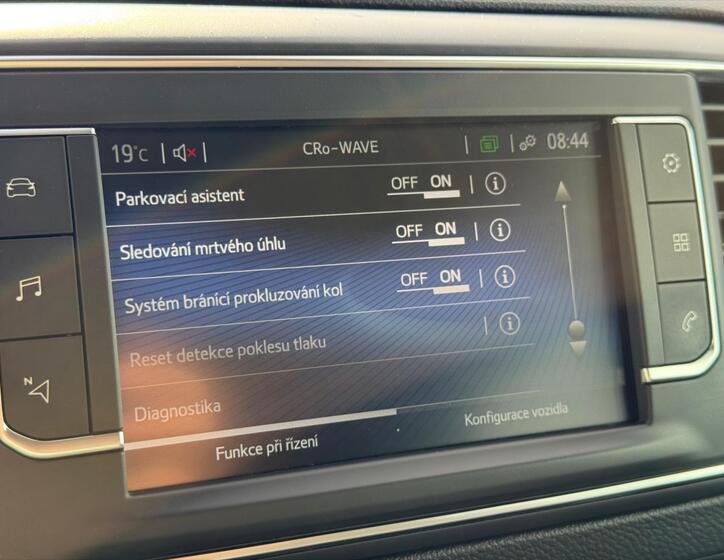 19°C CRo-WAVE 08:44
Parkovací asistent OFF ON i
Sledování mrtvého úhlu OFF ON i
Systém bránící prokluzování kol OFF ON i
Reset detekce poklesu tlaku i
Diagnostika
Funkce při řízení Konfigurace vozidla
N